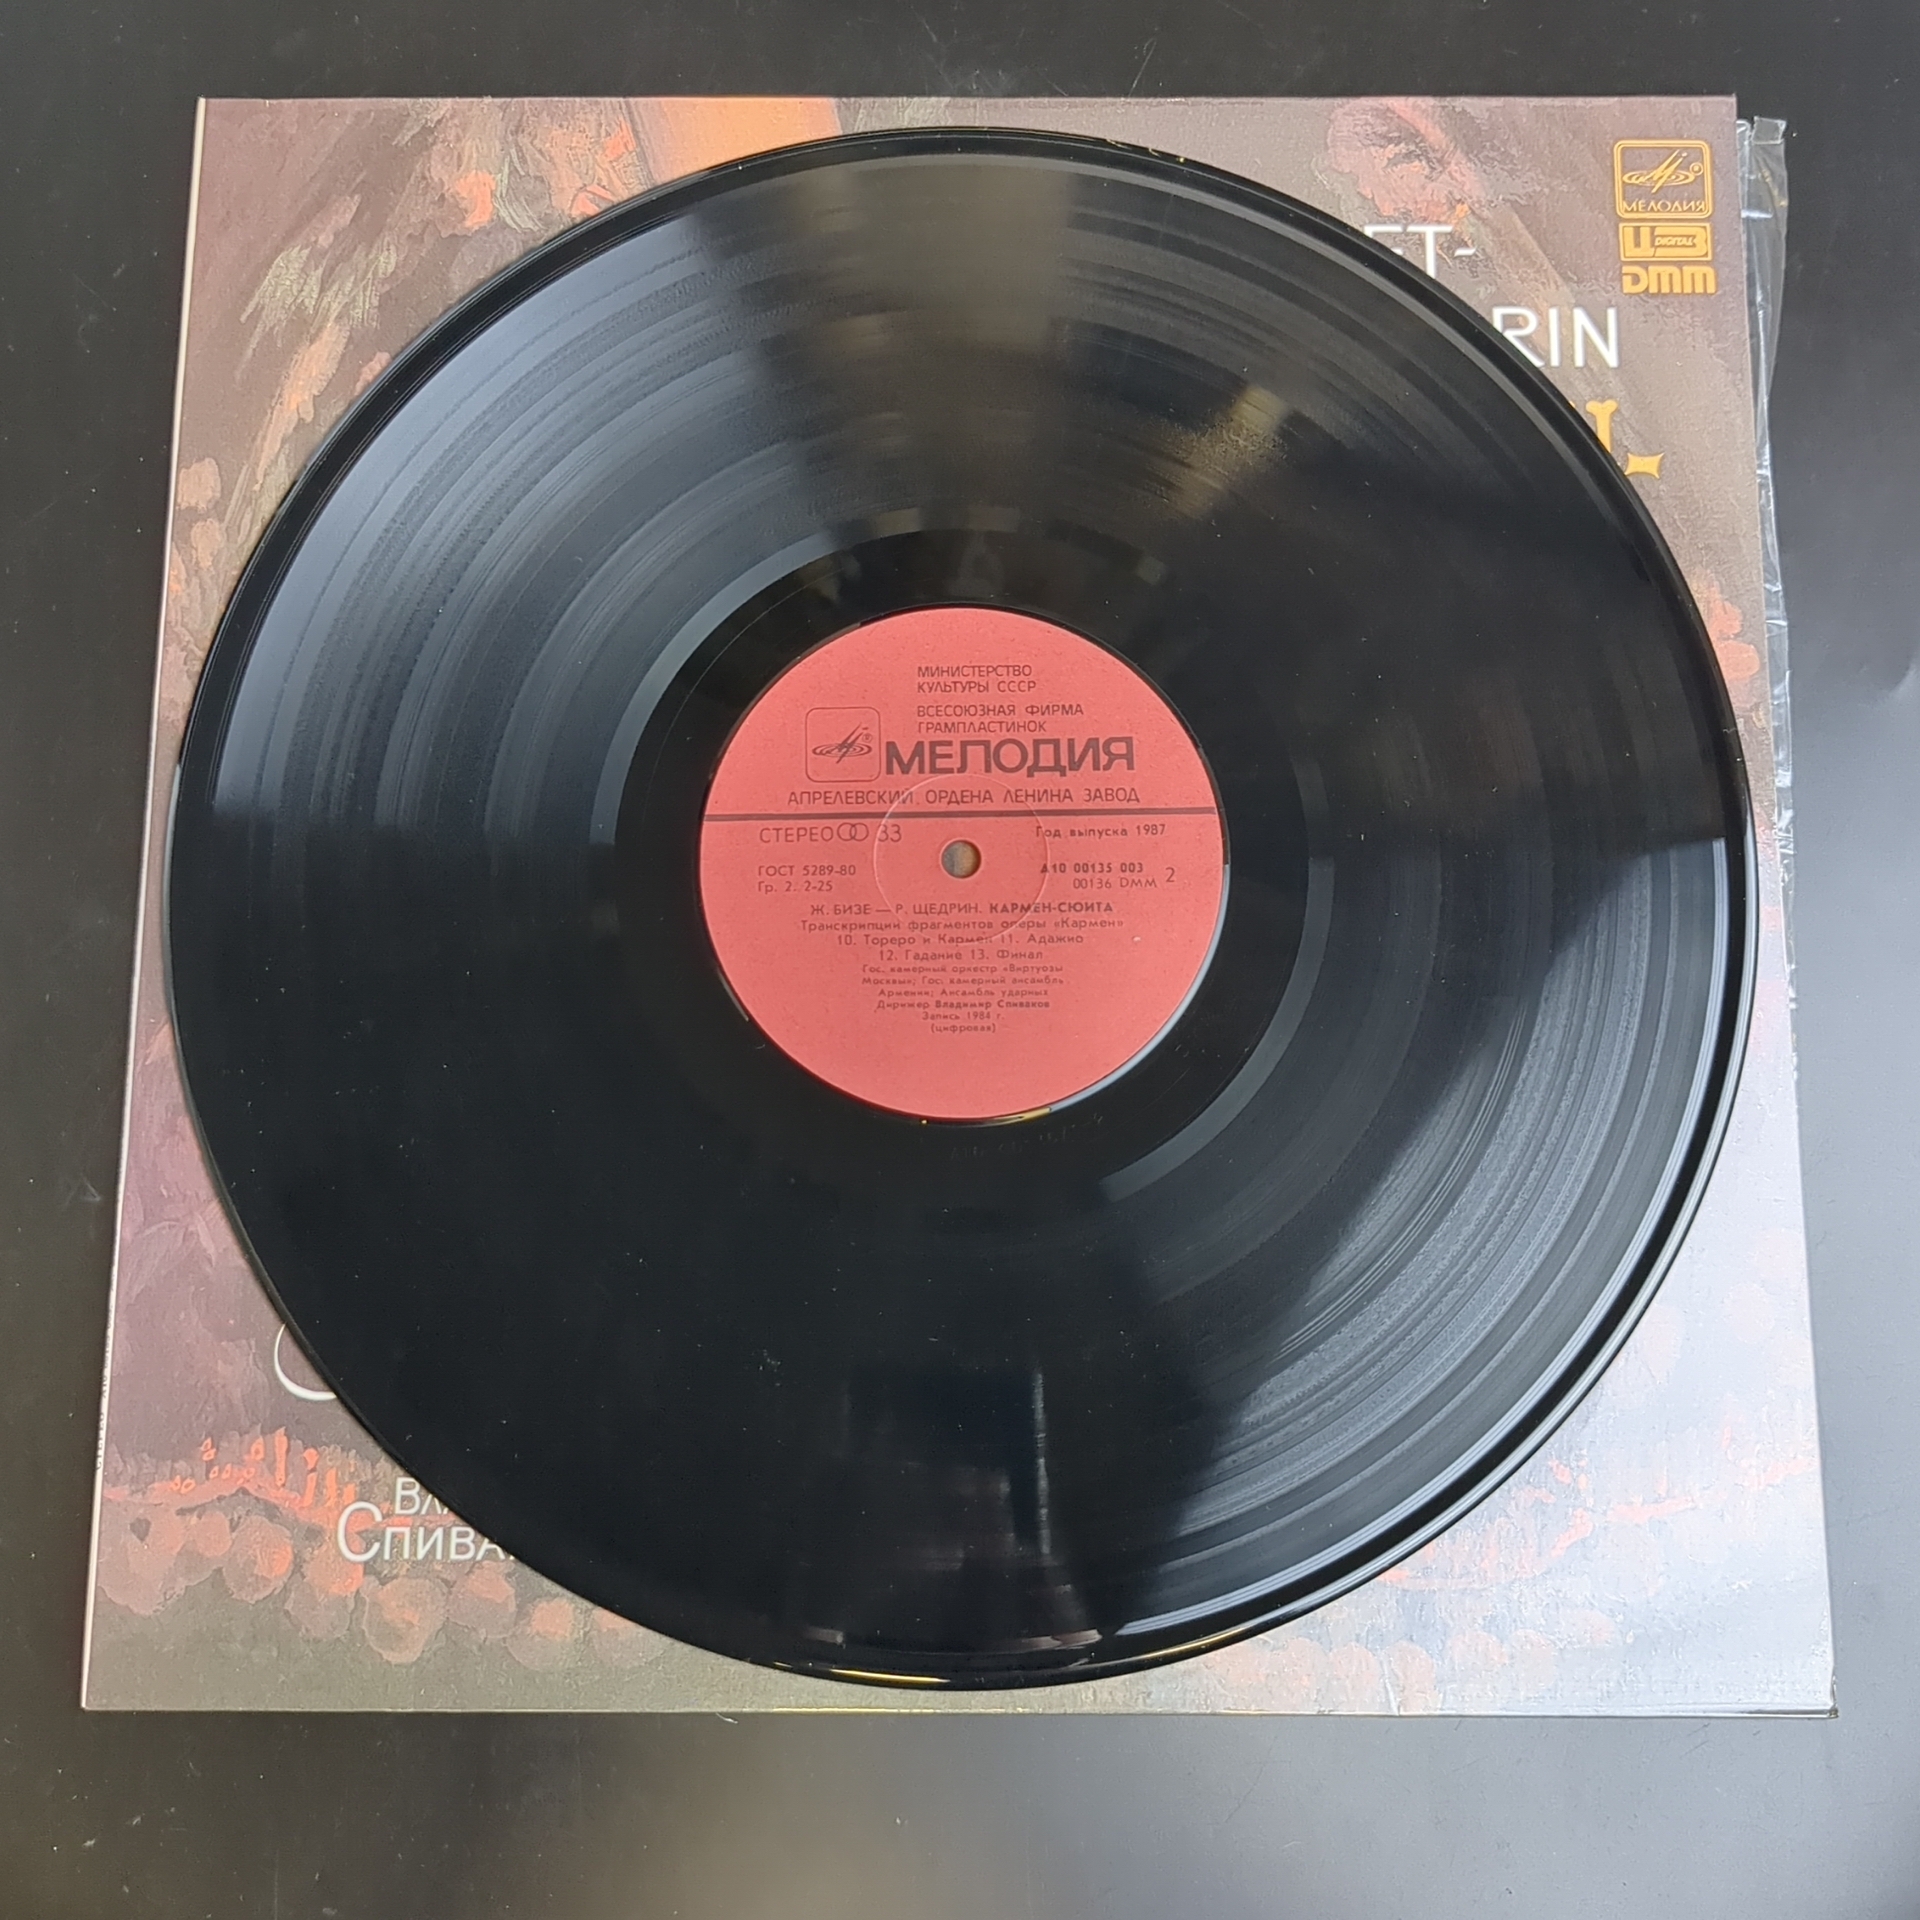 МЕЛОДИЯ
DIGITAL
DMM
ET-
RIN
МИНИСТЕРСТВО
КУЛЬТУРЫ СССР
ВСЕСОЮЗНАЯ ФИРМА
ГРАМПЛАСТИНОК
МЕЛОДИЯ
АПРЕЛЕВСКИЙ ОРДЕНА ЛЕНИНА ЗАВОД
СТЕРЕО 33 Год выпуска 1987
ГОСТ 5289-80 А10 00135 003
Гр. 2. 2-25 00136 DMM 2
Ж. БИЗЕ — Р. ЩЕДРИН. КАРМЕН-СЮИТА
Транскрипции фрагментов оперы «Кармен»
10. Тореро и Кармен 11. Адажио
12. Гадание 13. Финал
Гос. камерный оркестр «Виртуозы
Москвы»; Гос. камерный ансамбль
Армении; Ансамбль ударных
Дирижер Владимир Спиваков
Запись 1984 г.
(цифровая)
ВЛА
СПИВА